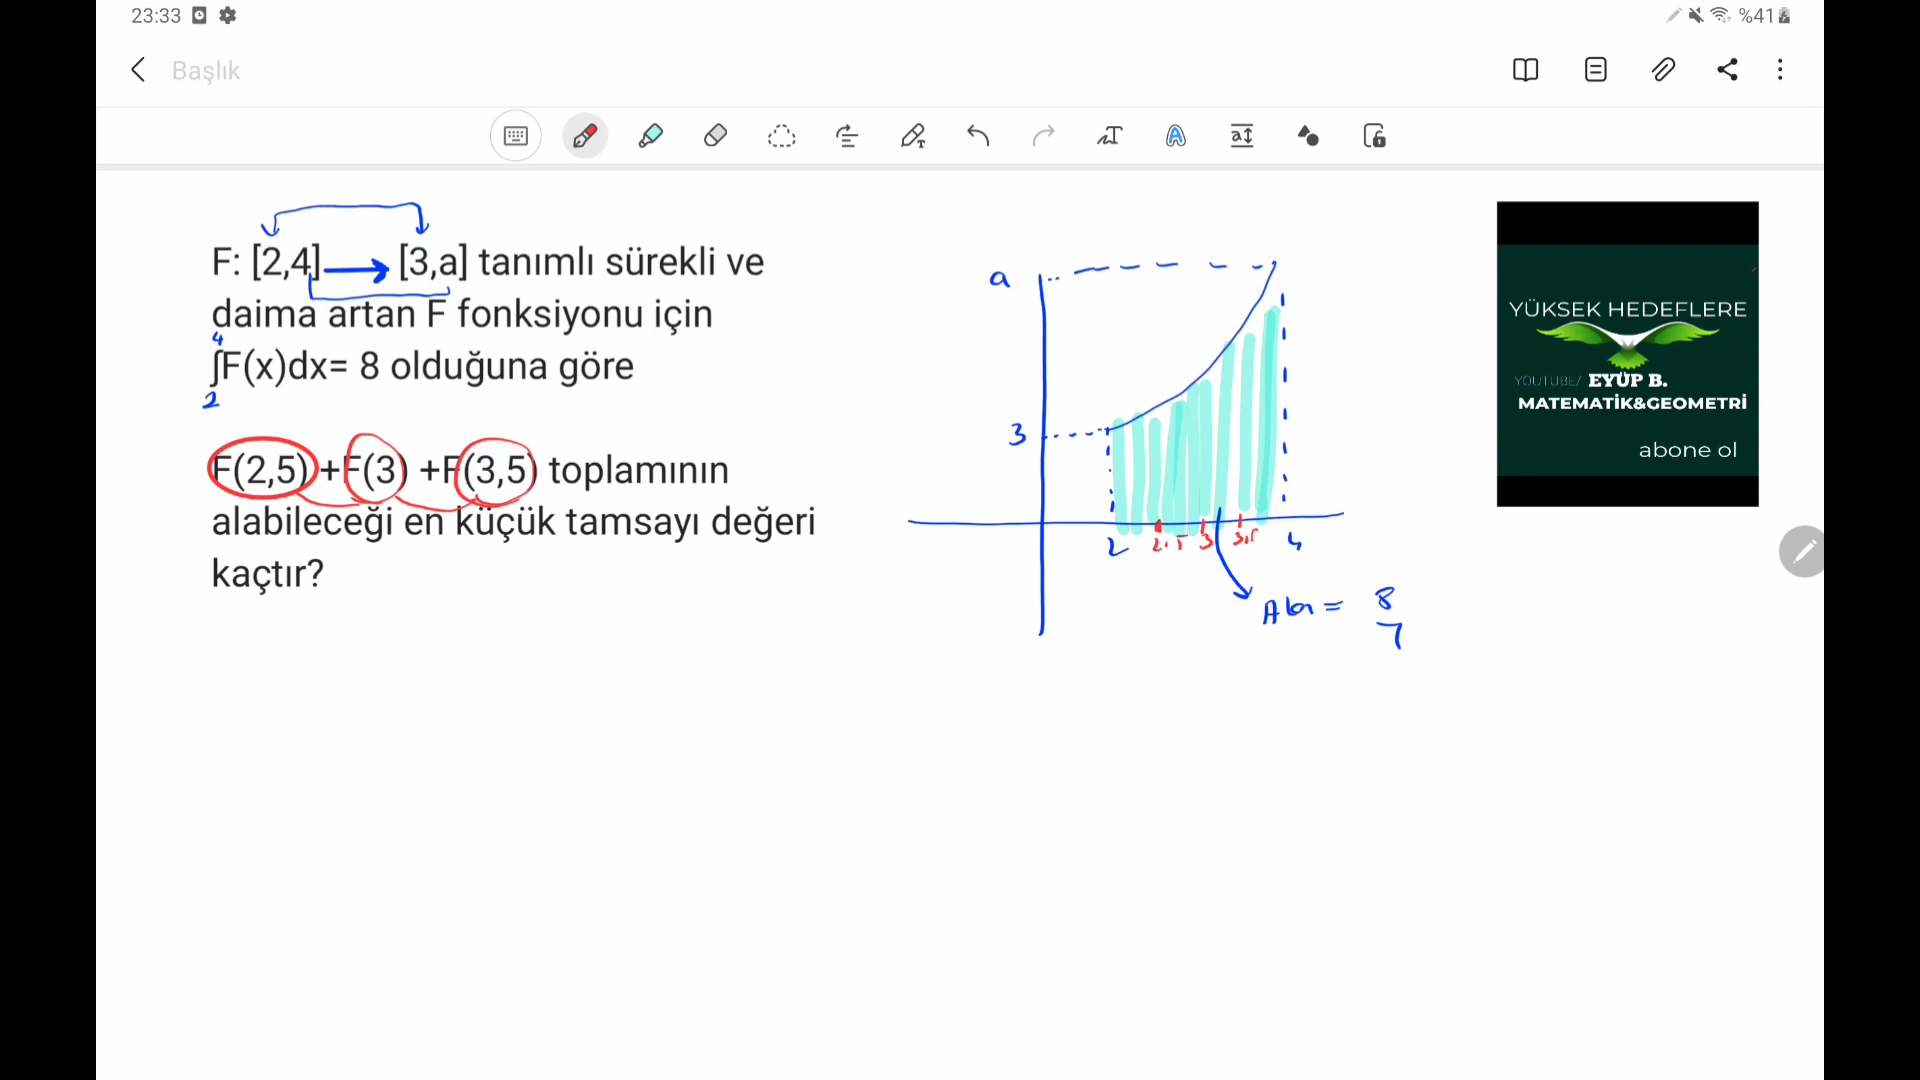 23:33
%41
Başlık
F: [2,4] [3,a] tanımlı sürekli ve
daima artan F fonksiyonu için
4
∫F(x)dx= 8 olduğuna göre
2
F(2,5) +F(3) +F(3,5) toplamının
alabileceği en küçük tamsayı değeri
kaçtır?
a
3
2 2.5 3 3,5 4
Alan = 8
7
YÜKSEK HEDEFLERE
YOUTUBE/ EYÜP B.
MATEMATİK&GEOMETRİ
abone ol